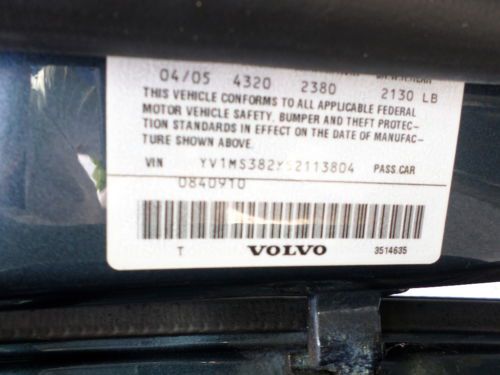 04/05 4320 2380 2130 LB
THIS VEHICLE CONFORMS TO ALL APPLICABLE FEDERAL
MOTOR VEHICLE SAFETY, BUMPER AND THEFT PROTEC-
TION STANDARDS IN EFFECT ON THE DATE OF MANUFAC-
TURE SHOWN ABOVE.
VIN PASS.CAR
0840910
T VOLVO 3514635